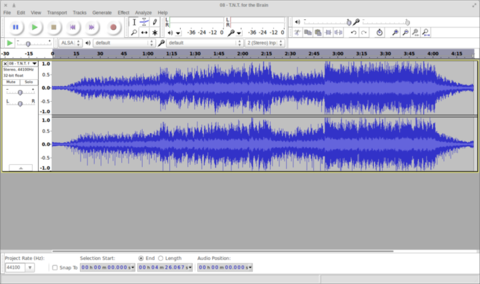 08 - T.N.T. for the Brain
File Edit View Transport Tracks Generate Effect Analyze Help
L
R
-36 -24 -12 0
-36 -24 -12 0
ALSA: default default 2 (Stereo) Inp
-30 -15 0 15 30 45 1:00 1:15 1:30 1:45 2:00 2:15 2:30 2:45 3:00 3:15 3:30 3:45 4:00 4:15
08 - T.N.T. f
Stereo, 44100Hz
32-bit float
Mute Solo
- +
L R
1.0
0.5
0.0
-0.5
-1.0
1.0
0.5
0.0
-0.5
-1.0
Project Rate (Hz): Selection Start: End Length Audio Position:
44100 Snap To 00 h 00 m 00.000 s 00 h 04 m 26.067 s 00 h 00 m 00.000 s